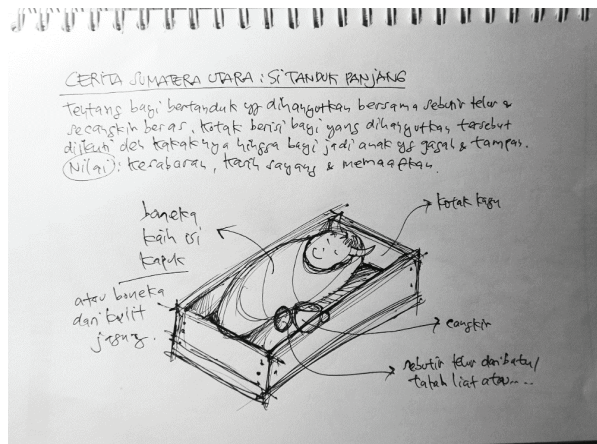 CERITA SUMATERA UTARA : SI TANDUK PANJANG
Tentang bayi bertanduk yg dihanyutkan bersama sebutir telur &
secangkir beras. Kotak berisi bayi yang dihanyutkan tersebut
diikuti oleh kakaknya hingga bayi jadi anak yg gagah & tampan.
Nilai : Kesabaran, kasih sayang & memaafkan.
boneka
kain isi
kapuk
atau boneka
dari kulit
jagung.
kotak kayu
cangkir
sebutir telur dari batu/
tanah liat atau....